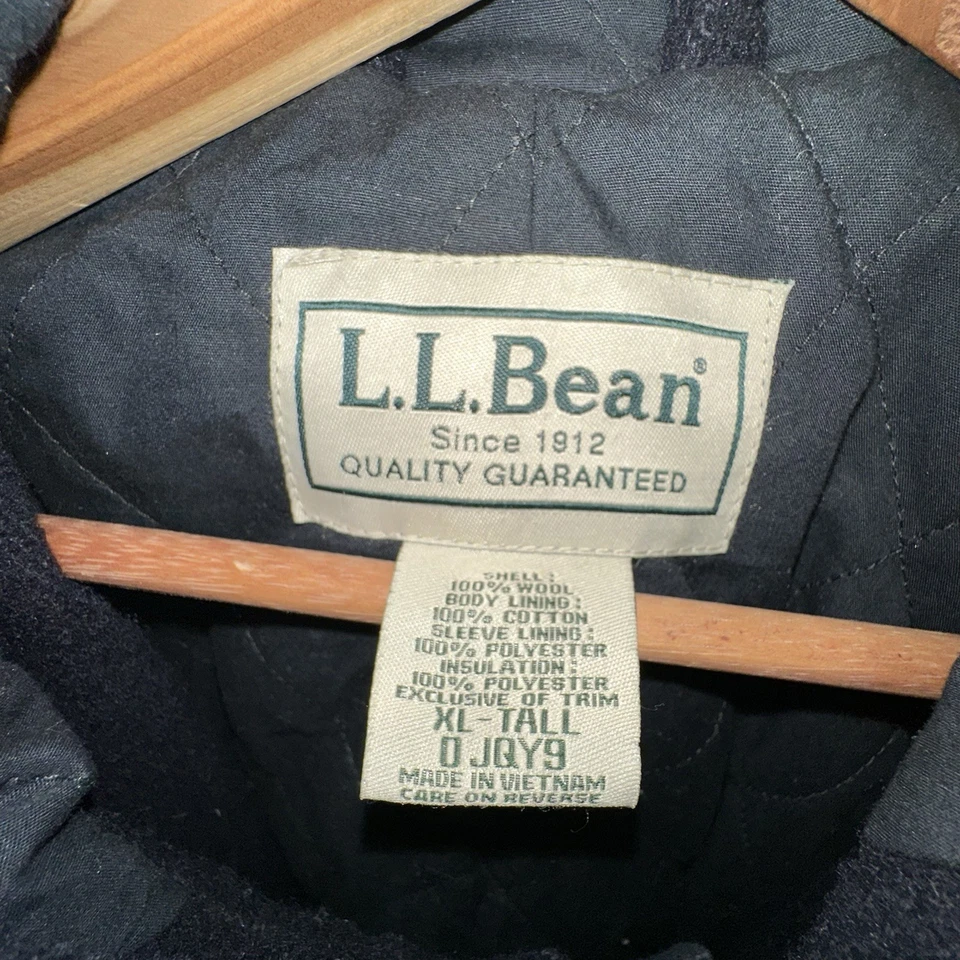 L.L.Bean®
Since 1912
QUALITY GUARANTEED
SHELL:
100% WOOL
BODY LINING:
100% COTTON
SLEEVE LINING:
100% POLYESTER
INSULATION:
100% POLYESTER
EXCLUSIVE OF TRIM
XL-TALL
0 JQY9
MADE IN VIETNAM
CARE ON REVERSE